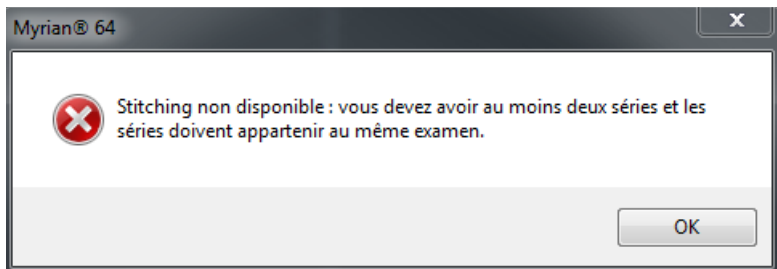 Myrian® 64
Stitching non disponible : vous devez avoir au moins deux séries et les
séries doivent appartenir au même examen.
OK